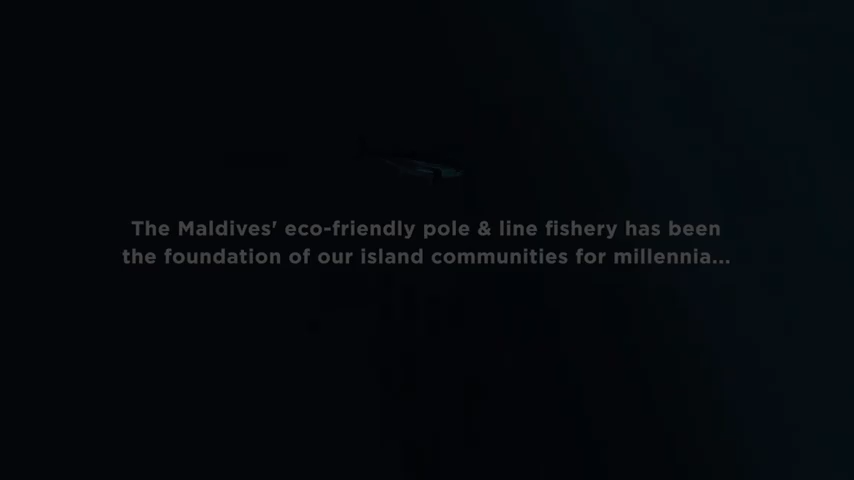 The Maldives' eco-friendly pole & line fishery has been
the foundation of our island communities for millennia...